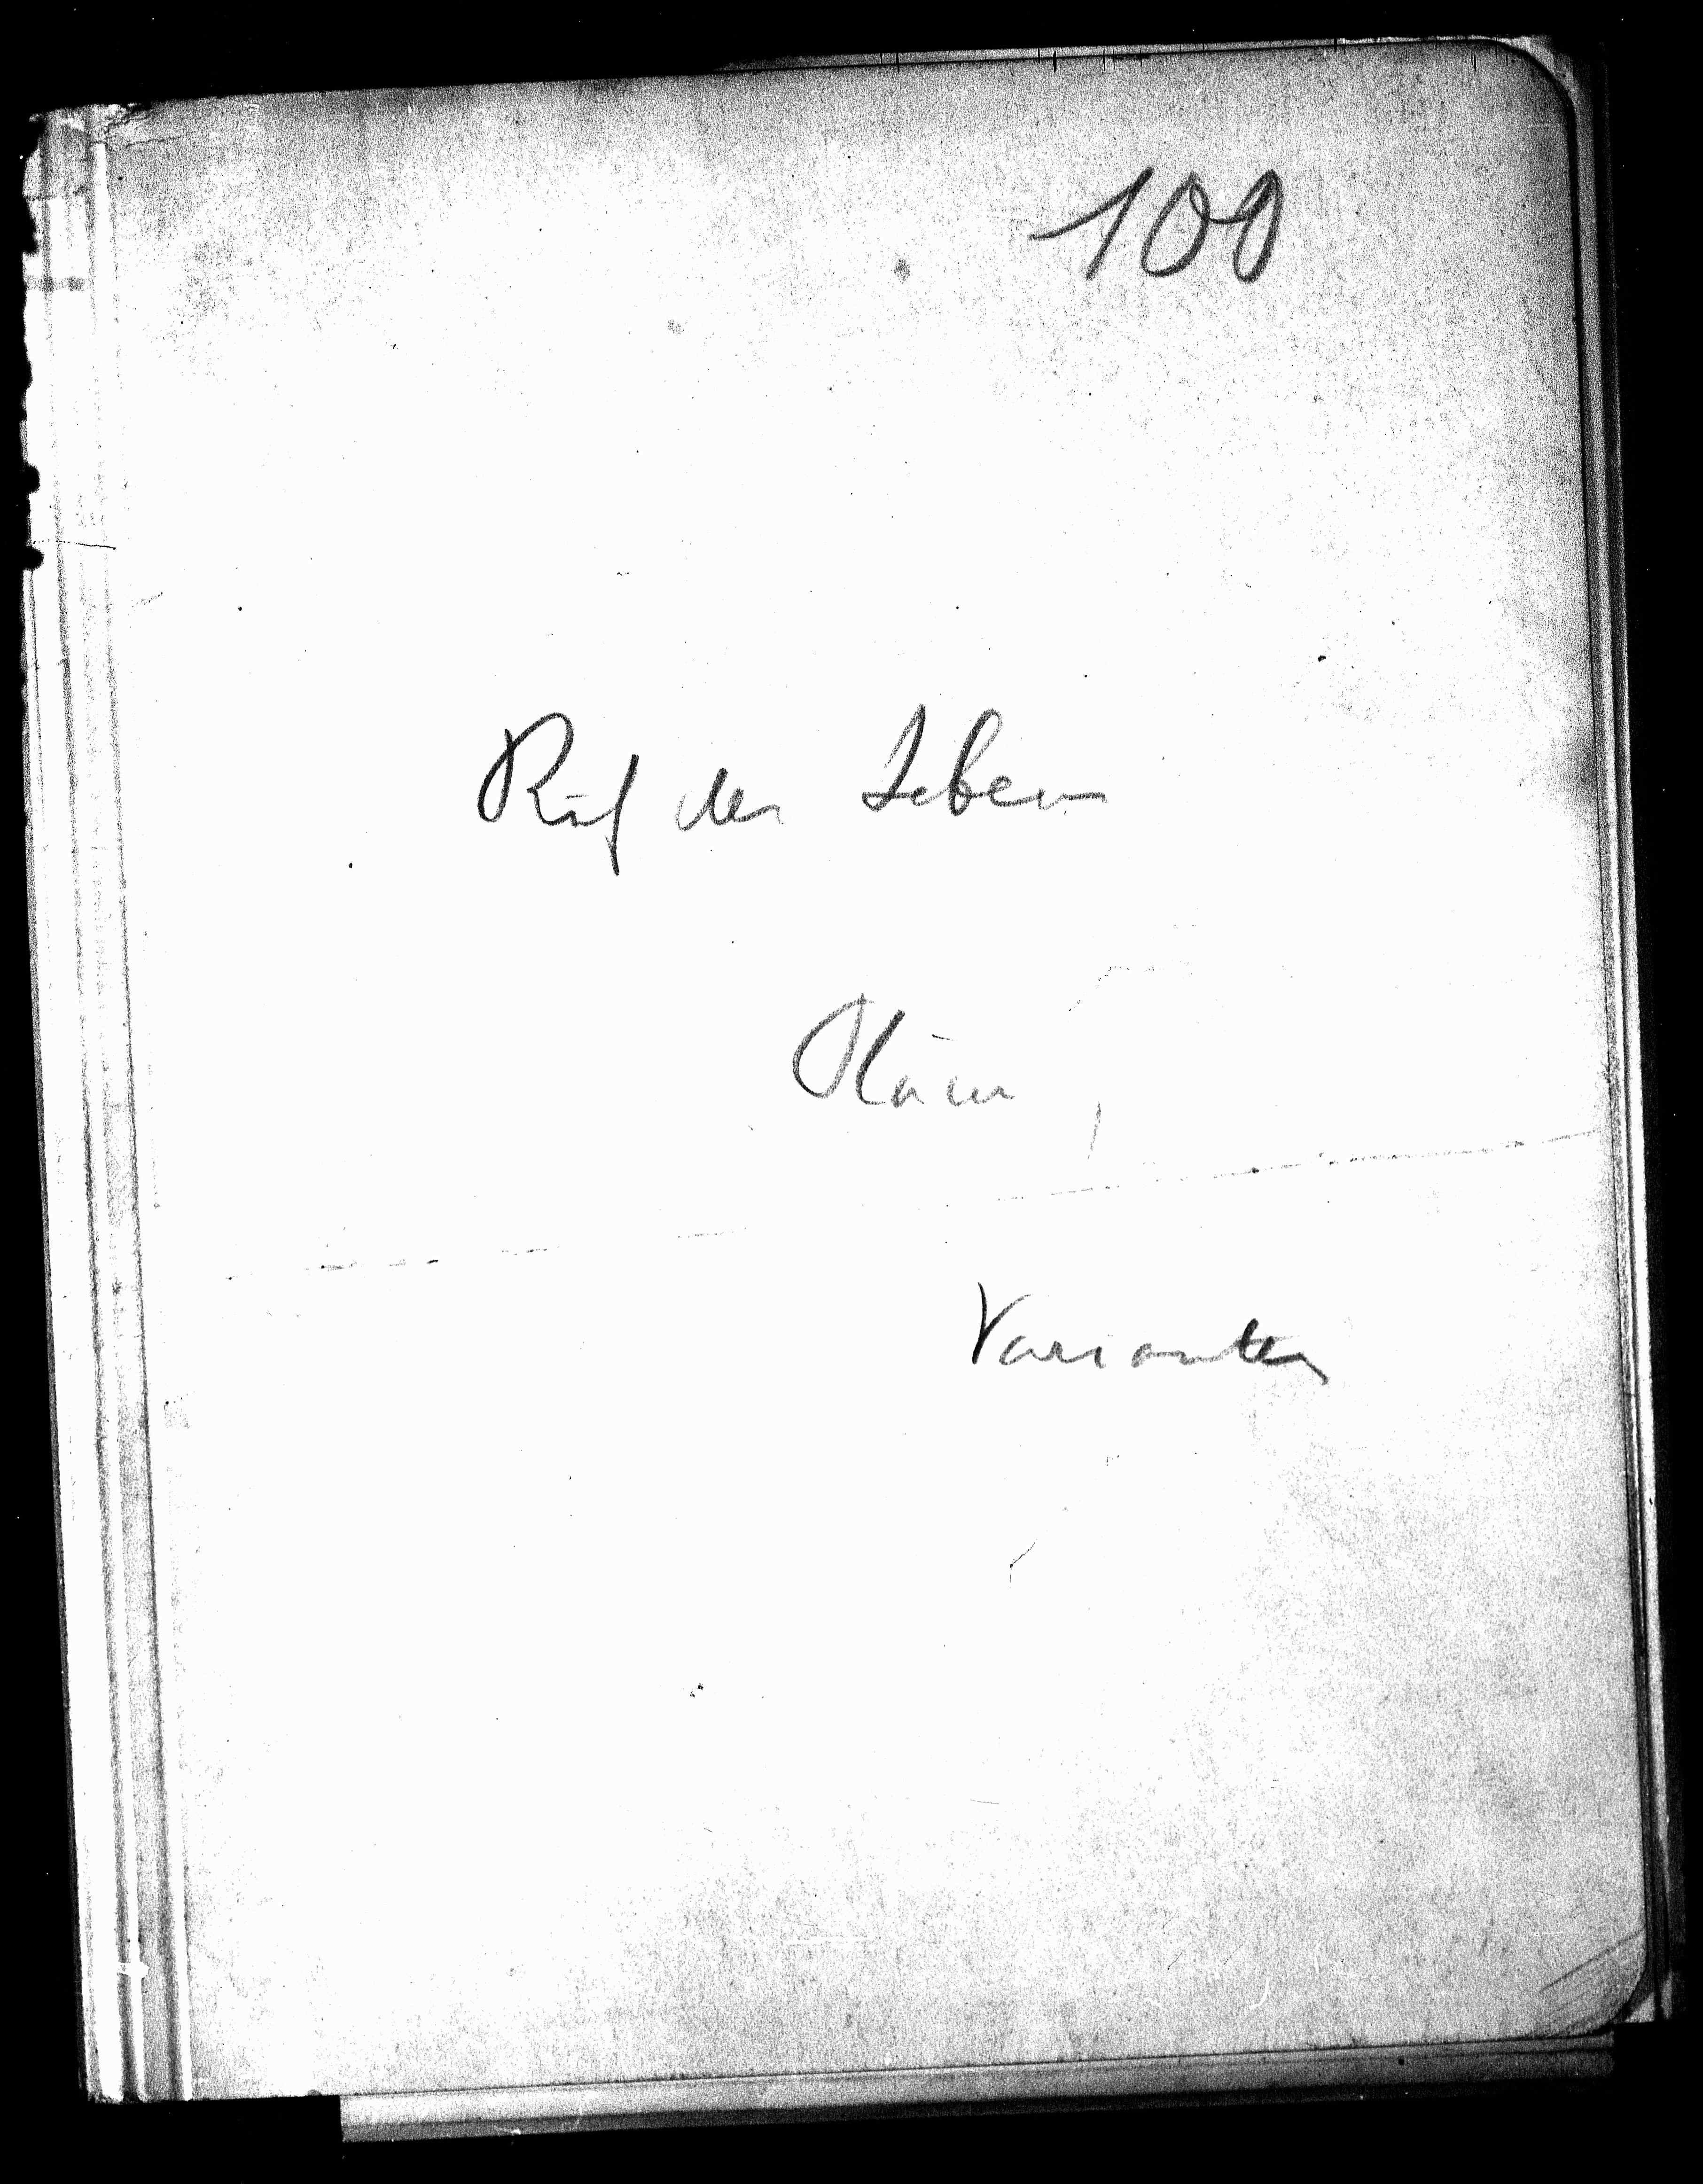 100
Ruf des Lebens
Pläne
Varianten